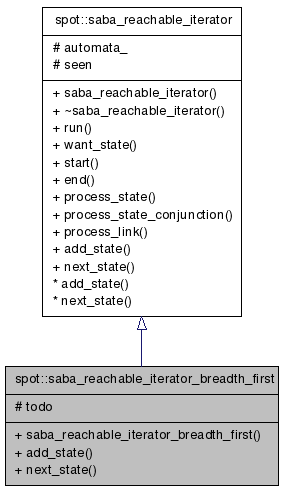 spot::saba_reachable_iterator
# automata_
# seen
+ saba_reachable_iterator()
+ ~saba_reachable_iterator()
+ run()
+ want_state()
+ start()
+ end()
+ process_state()
+ process_state_conjunction()
+ process_link()
+ add_state()
+ next_state()
* add_state()
* next_state()
spot::saba_reachable_iterator_breadth_first
# todo
+ saba_reachable_iterator_breadth_first()
+ add_state()
+ next_state()